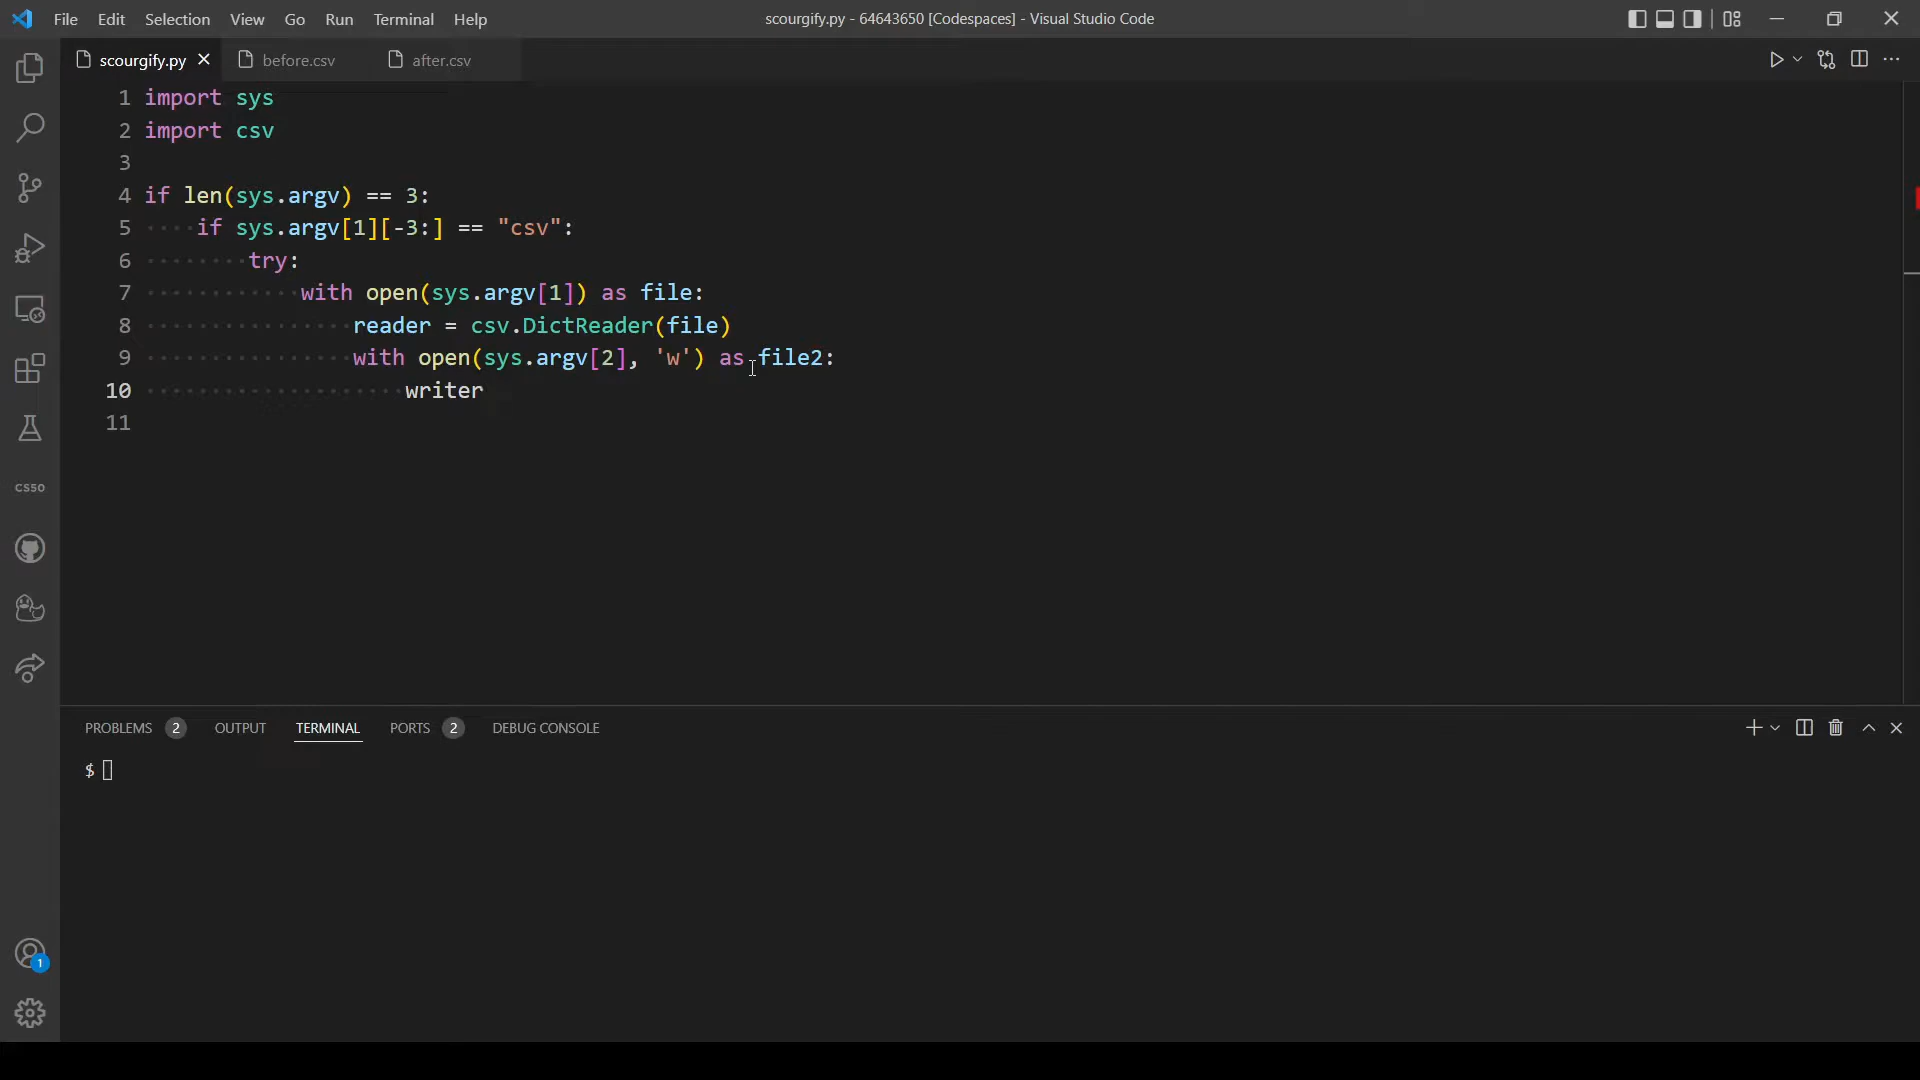 File Edit Selection View Go Run Terminal Help
scourgify.py - 64643650 [Codespaces] - Visual Studio Code
scourgify.py before.csv after.csv
1 import sys
2 import csv
3
4 if len(sys.argv) == 3:
5 ····if sys.argv[1][-3:] == "csv":
6 ········try:
7 ············with open(sys.argv[1]) as file:
8 ················reader = csv.DictReader(file)
9 ················with open(sys.argv[2], 'w') as file2:
10 ····················writer
11
CS50
PROBLEMS 2 OUTPUT TERMINAL PORTS 2 DEBUG CONSOLE
$
1